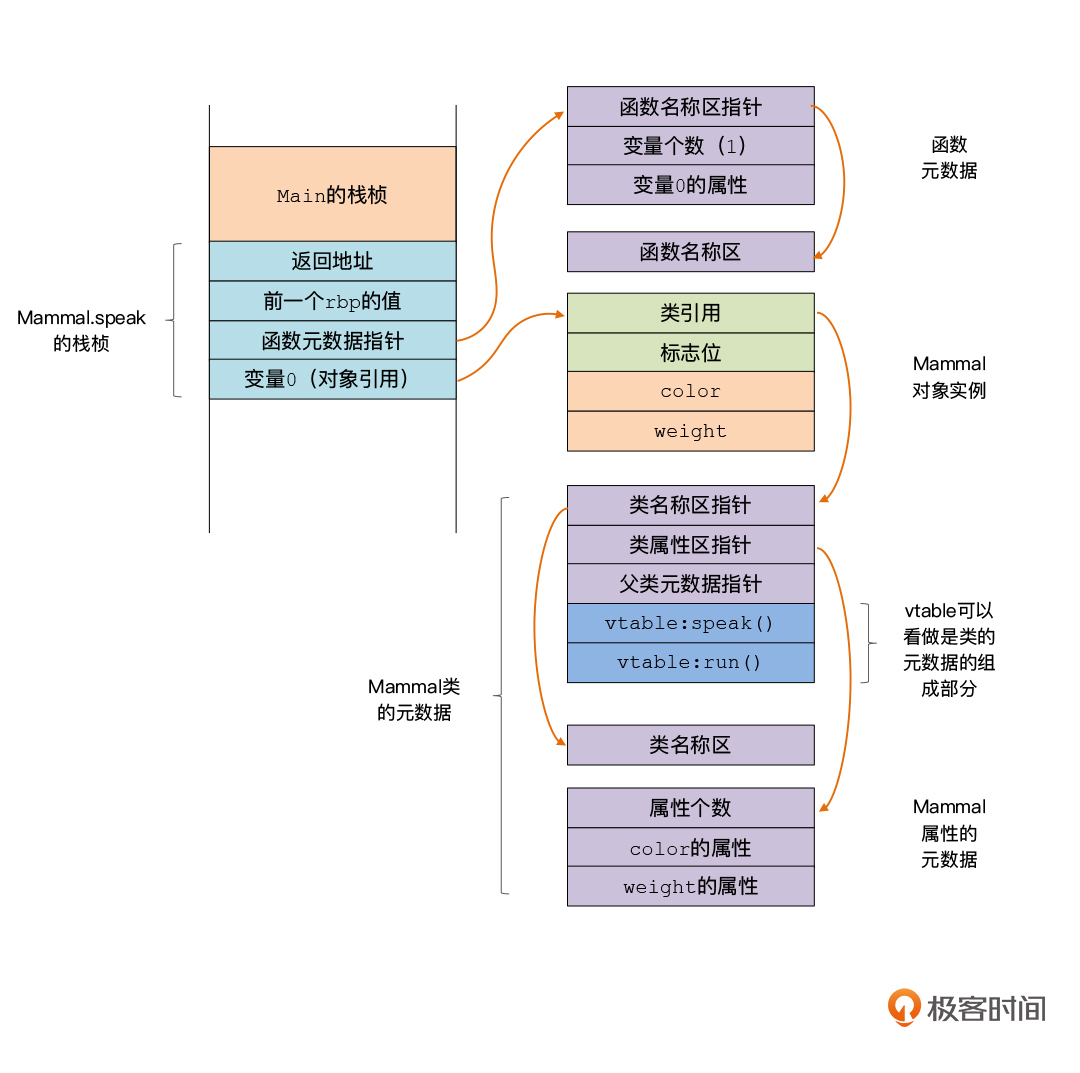 Main的栈桢
返回地址
前一个rbp的值
函数元数据指针
变量0（对象引用）
Mammal.speak
的栈桢
函数名称区指针
变量个数（1）
变量0的属性
函数
元数据
函数名称区
类引用
标志位
color
weight
Mammal
对象实例
类名称区指针
类属性区指针
父类元数据指针
vtable:speak()
vtable:run()
vtable可以
看做是类的
元数据的组
成部分
Mammal类
的元数据
类名称区
属性个数
color的属性
weight的属性
Mammal
属性的
元数据
极客时间